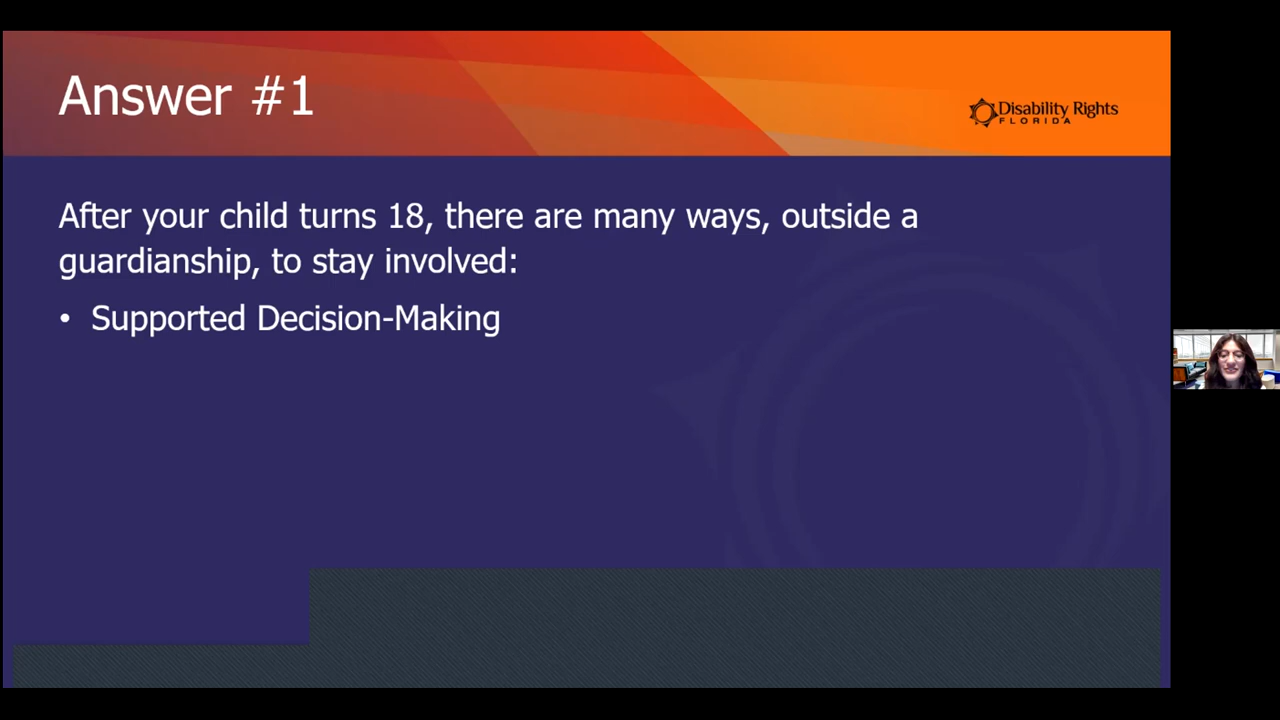 Answer #1
Disability Rights
FLORIDA
After your child turns 18, there are many ways, outside a
guardianship, to stay involved:
• Supported Decision-Making